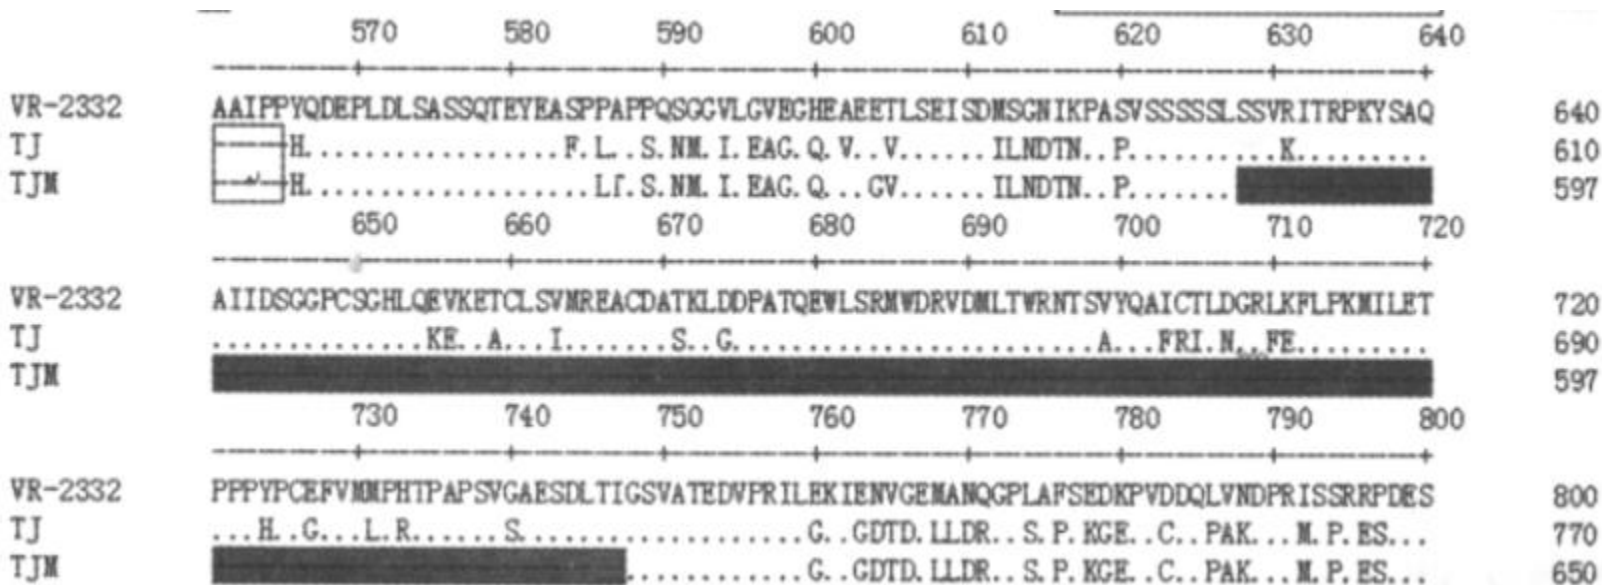 570 580 590 600 610 620 630 640
VR-2332 AAIPPYQDEPLDLSASSQTEYEASPPAPPQSGGVLGVEGHEAEETLSEISDMSGNIKPASVSSSSSLSSVRITRPKYSAQ 640
TJ -----H.................F.L..S.NM.I.EAG.Q.V..V......ILNDTN..P..........K......... 610
TJM -----H...................L..S.NM.I.EAG.Q...GV......ILNDTN..P....... 597
650 660 670 680 690 700 710 720
VR-2332 AIIDSGGPCSGHLQEVKETCLSVMREACDATKLDDPATQEWLSRMWDRVDMLTWRNTSVYQAICTLDGRLKFLPKMILET 720
TJ ..............KE..A...I.......S..G........................A...FRI.N..FE......... 690
TJM 597
730 740 750 760 770 780 790 800
VR-2332 PPPYPCEFVMMPHTPAPSVGAESDLTIGSVATEDVPRILEKIENVGEMANQGPLAFSEDKPVDDQLVNDPRISSRRPDES 800
TJ ...H..G...L.R......S...................G..GDTD.LLDR..S.P.KGE..C..PAK...M.P.ES... 770
TJM ............G..GDTD.LLDR..S.P.KGE..C..PAK...M.P.ES... 650